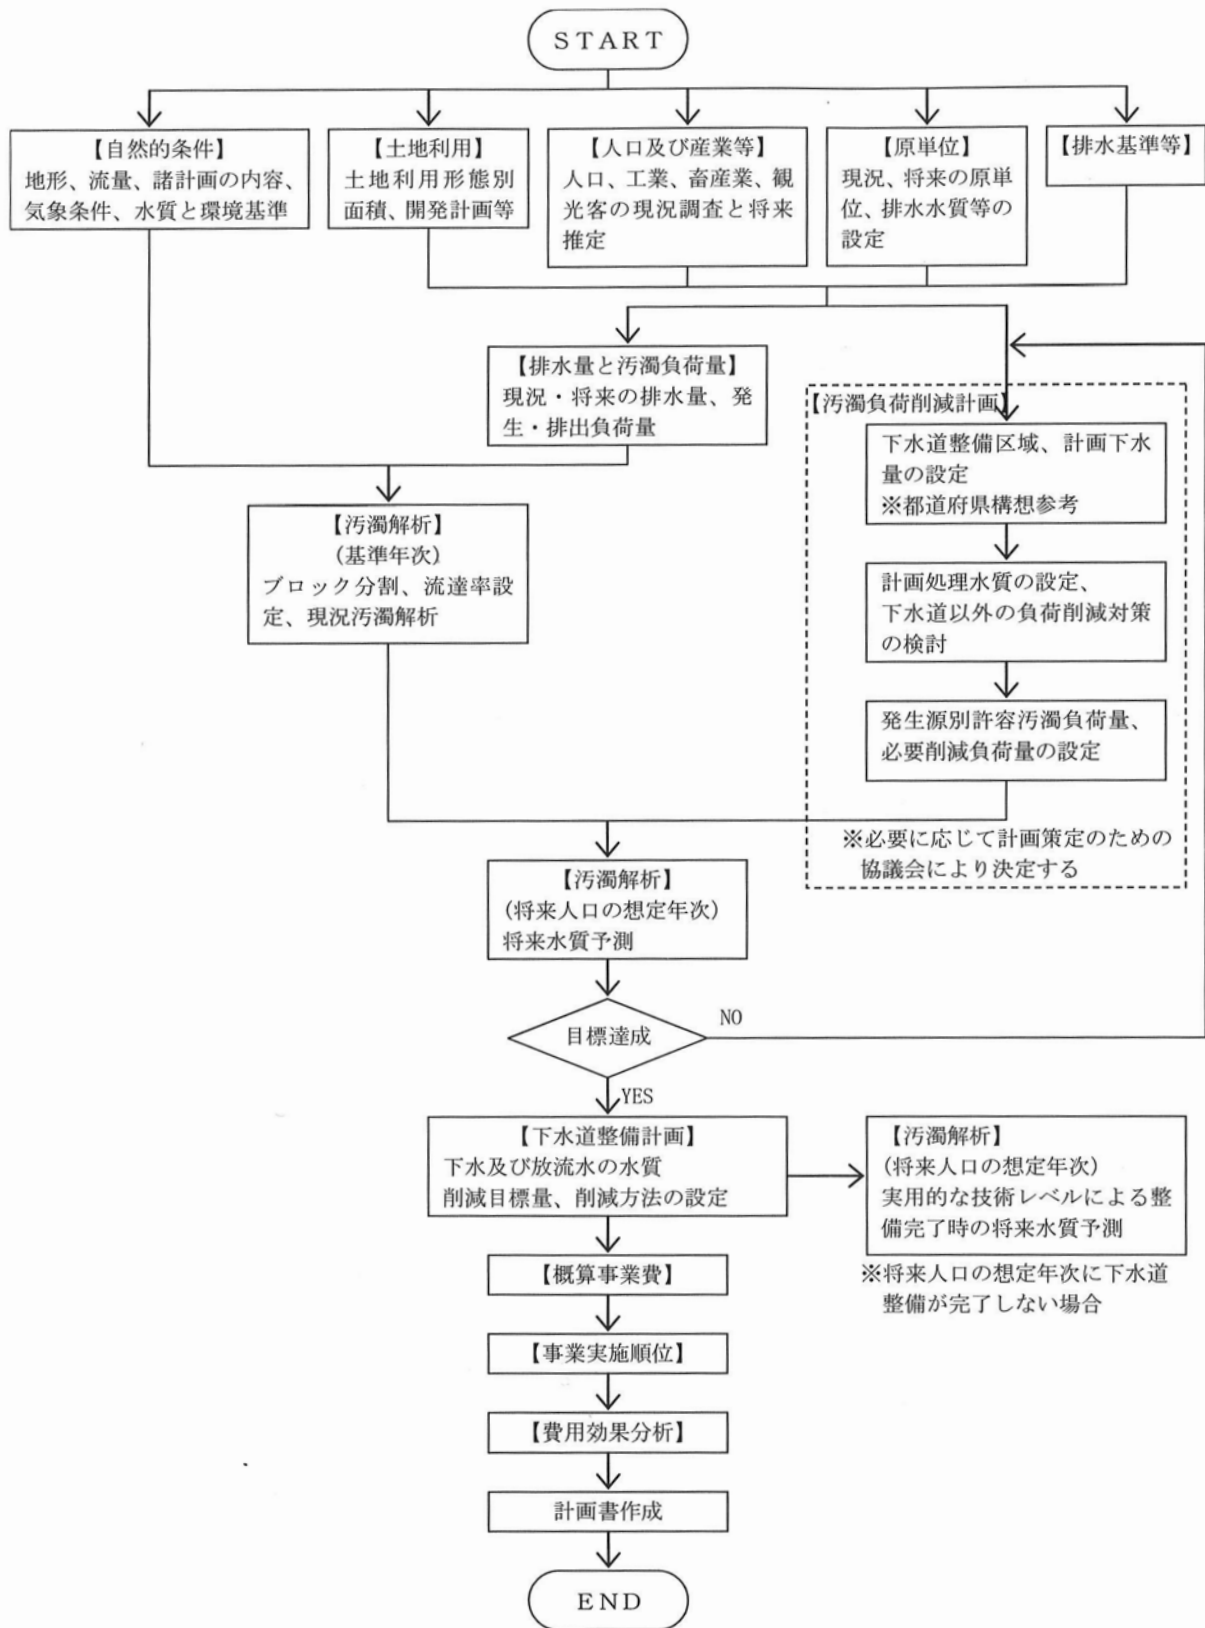 START
【自然的条件】
地形、流量、諸計画の内容、
気象条件、水質と環境基準
【土地利用】
土地利用形態別
面積、開発計画等
【人口及び産業等】
人口、工業、畜産業、観
光客の現況調査と将来
推定
【原単位】
現況、将来の原単
位、排水水質等の
設定
【排水基準等】
【排水量と汚濁負荷量】
現況・将来の排水量、発
生・排出負荷量
【汚濁負荷削減計画】
下水道整備区域、計画下水
量の設定
※都道府県構想参考
【汚濁解析】
(基準年次)
ブロック分割、流達率設
定、現況汚濁解析
計画処理水質の設定、
下水道以外の負荷削減対策
の検討
発生源別許容汚濁負荷量、
必要削減負荷量の設定
※必要に応じて計画策定のための
協議会により決定する
【汚濁解析】
(将来人口の想定年次)
将来水質予測
目標達成
NO
YES
【下水道整備計画】
下水及び放流水の水質
削減目標量、削減方法の設定
【汚濁解析】
(将来人口の想定年次)
実用的な技術レベルによる整
備完了時の将来水質予測
※将来人口の想定年次に下水道
整備が完了しない場合
【概算事業費】
【事業実施順位】
【費用効果分析】
計画書作成
END